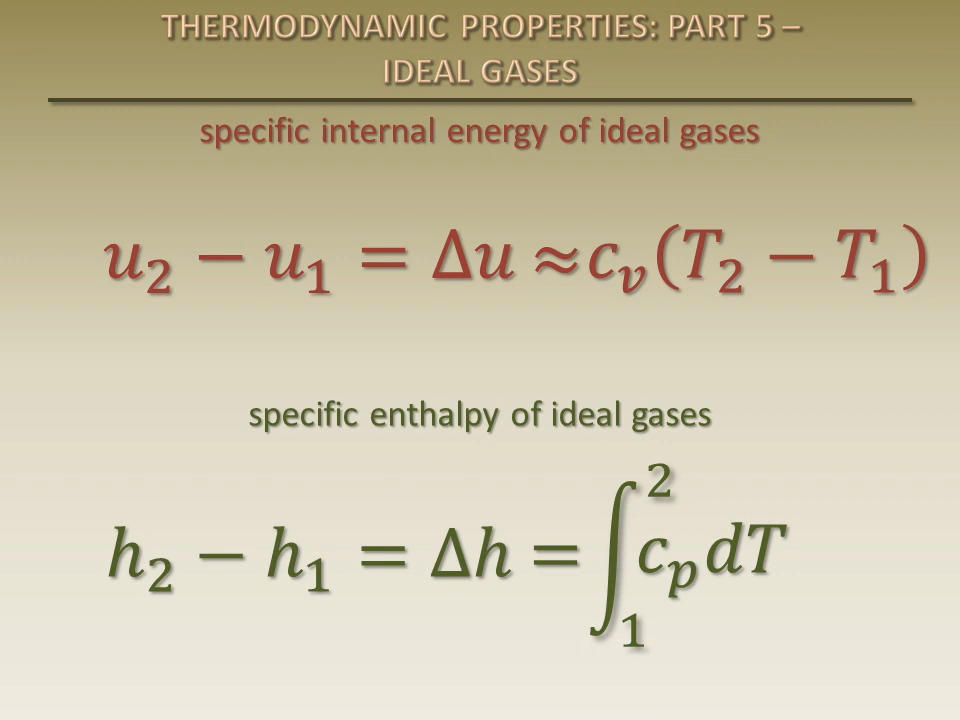 THERMODYNAMIC PROPERTIES: PART 5 –
IDEAL GASES
specific internal energy of ideal gases
u₂ − u₁ = Δu ≈ cᵥ(T₂ − T₁)
specific enthalpy of ideal gases
h₂ − h₁ = Δh = ∫₁² cₚdT